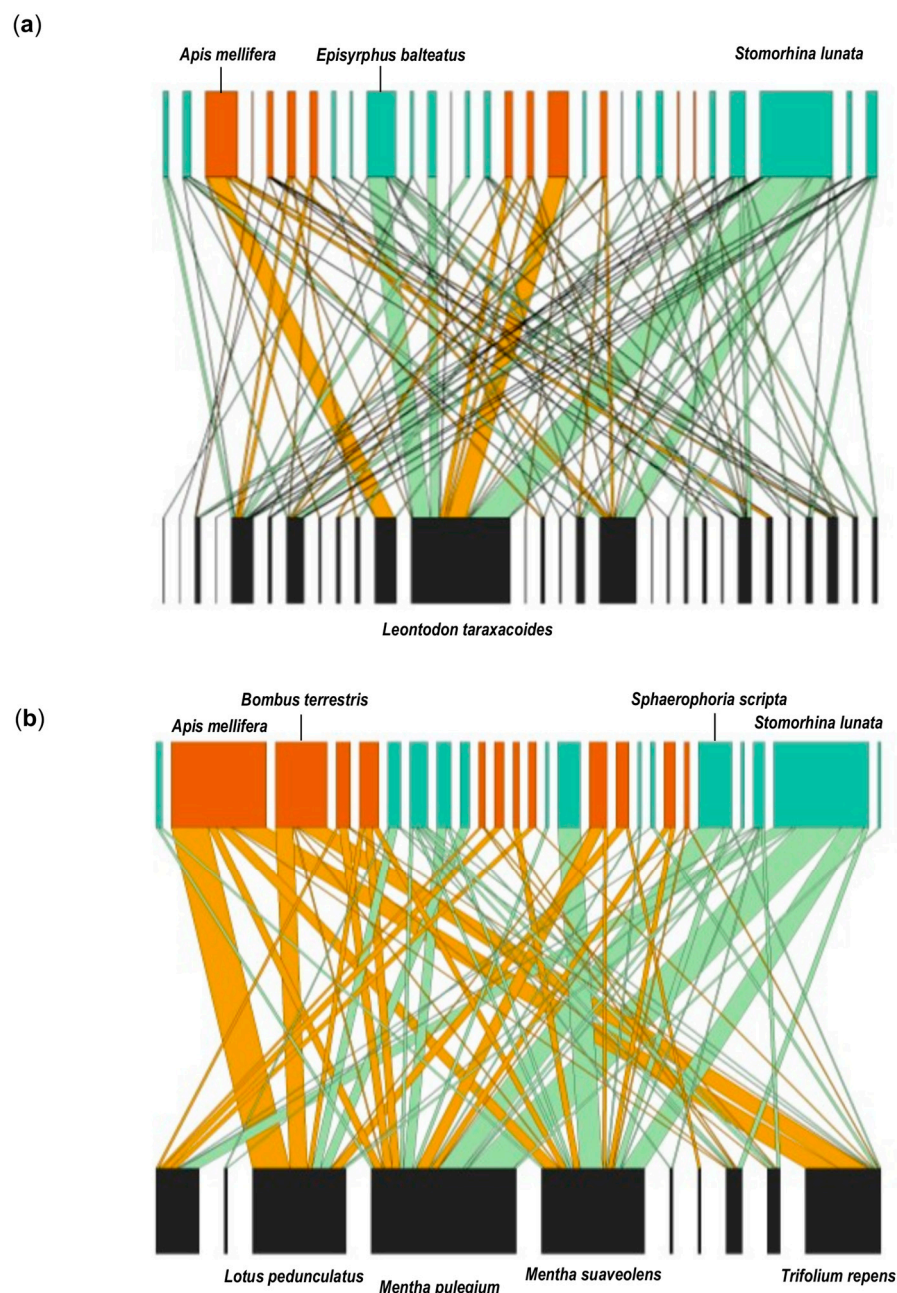 (a)
Apis mellifera
Episyrphus balteatus
Stomorhina lunata
Leontodon taraxacoides
(b)
Bombus terrestris
Sphaerophoria scripta
Apis mellifera
Stomorhina lunata
Lotus pedunculatus
Mentha pulegium
Mentha suaveolens
Trifolium repens